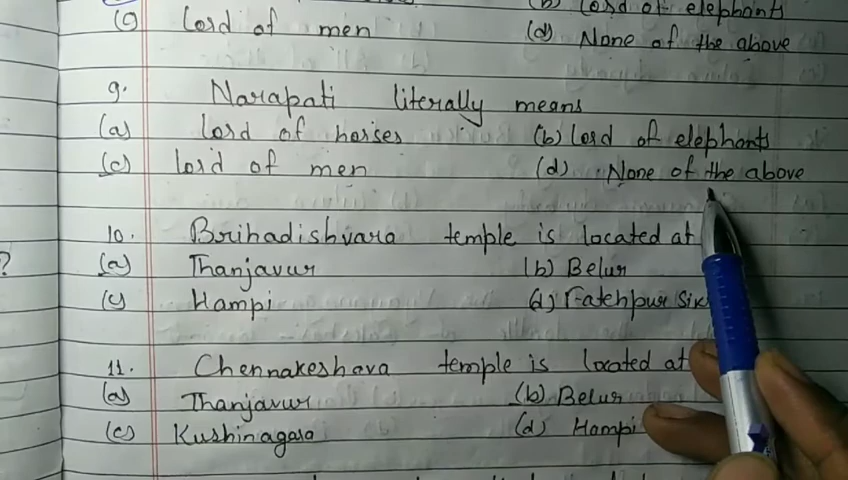 (b) Lord of elephants
(c) Lord of men (d) None of the above
9. Narapati literally means
(a) lord of horses (b) lord of elephants
(c) lord of men (d) None of the above
10. Brihadishvara temple is located at
? (a) Thanjavur (b) Belur
(c) Hampi (d) Fatehpur
11. Chennakeshava temple is located at
(a) Thanjavur (b) Belur
(c) Kushinagara (d) Hampi